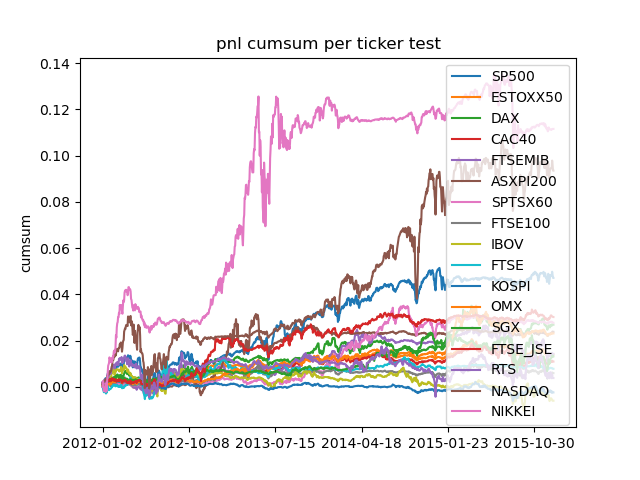 pnl cumsum per ticker test
cumsum
0.14
0.12
0.10
0.08
0.06
0.04
0.02
0.00
2012-01-02 2012-10-08 2013-07-15 2014-04-18 2015-01-23 2015-10-30
SP500
ESTOXX50
DAX
CAC40
FTSEMIB
ASXPI200
SPTSX60
FTSE100
IBOV
FTSE
KOSPI
OMX
SGX
FTSE_JSE
RTS
NASDAQ
NIKKEI